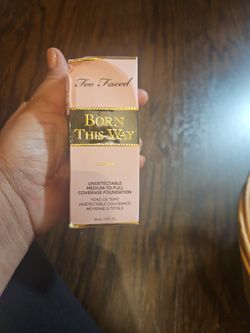 Too Faced
BORN
THIS WAY
UNDETECTABLE
MEDIUM-TO-FULL
COVERAGE FOUNDATION
FOND DE TEINT
INDÉTECTABLE COUVRANCE
MOYENNE À TOTALE